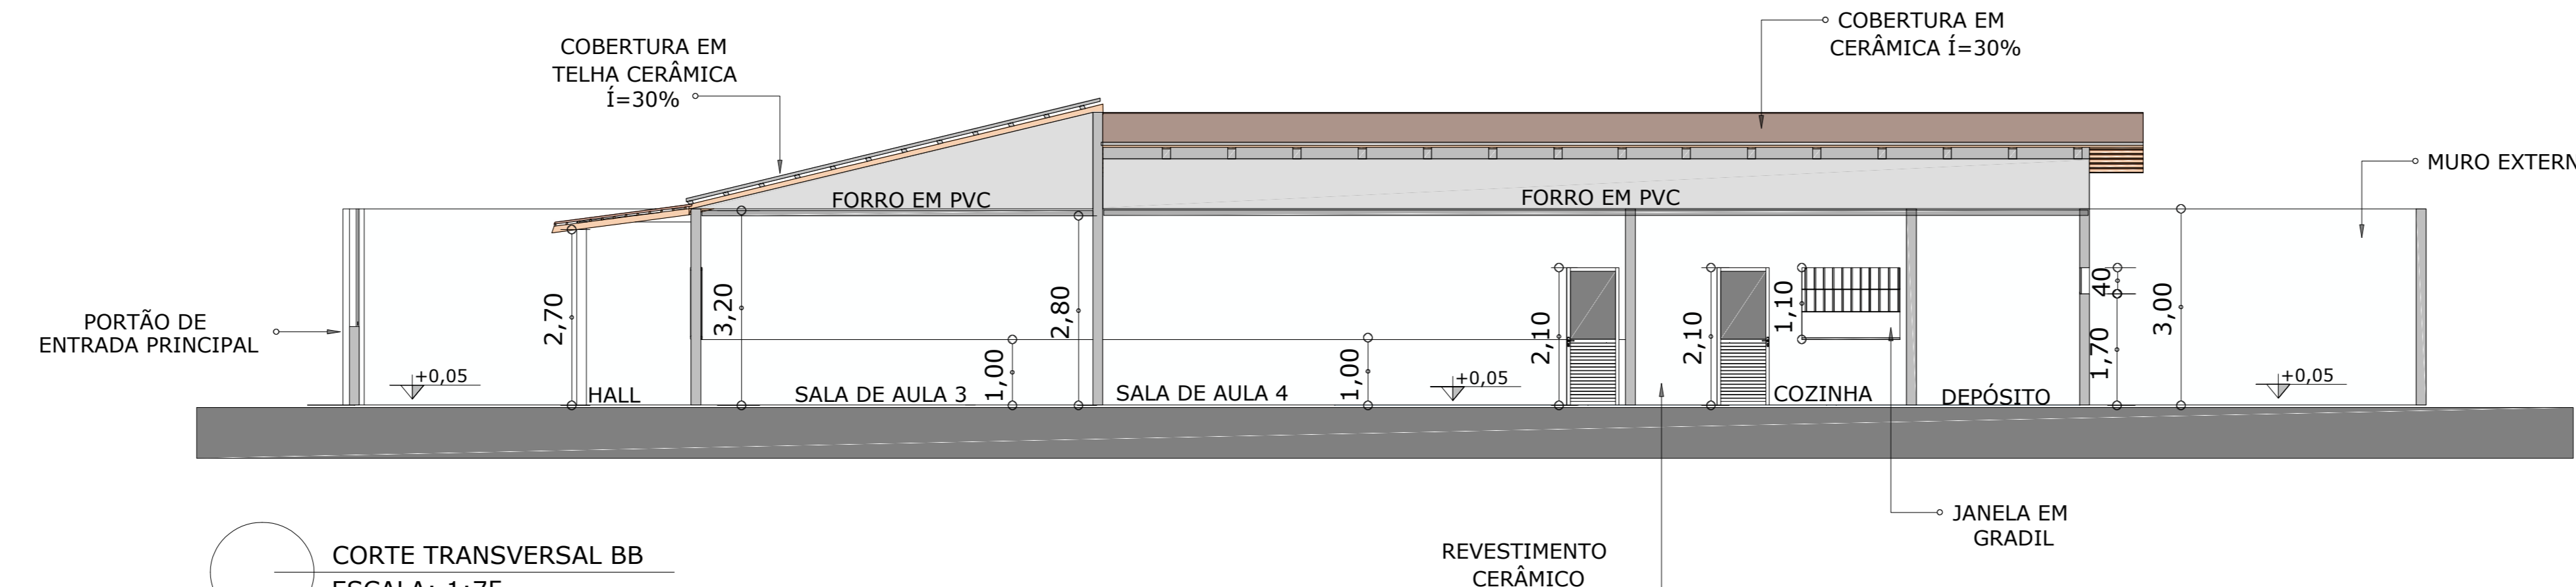 COBERTURA EM
CERÂMICA Í=30%
COBERTURA EM
TELHA CERÂMICA
Í=30%
MURO EXTERN
FORRO EM PVC
FORRO EM PVC
PORTÃO DE
ENTRADA PRINCIPAL
2,70
3,20
2,80
1,00
1,00
2,10
2,10
1,10
40
1,70
3,00
+0,05
+0,05
+0,05
HALL
SALA DE AULA 3
SALA DE AULA 4
COZINHA
DEPÓSITO
JANELA EM
GRADIL
REVESTIMENTO
CERÂMICO
CORTE TRANSVERSAL BB
ESCALA: 1:75